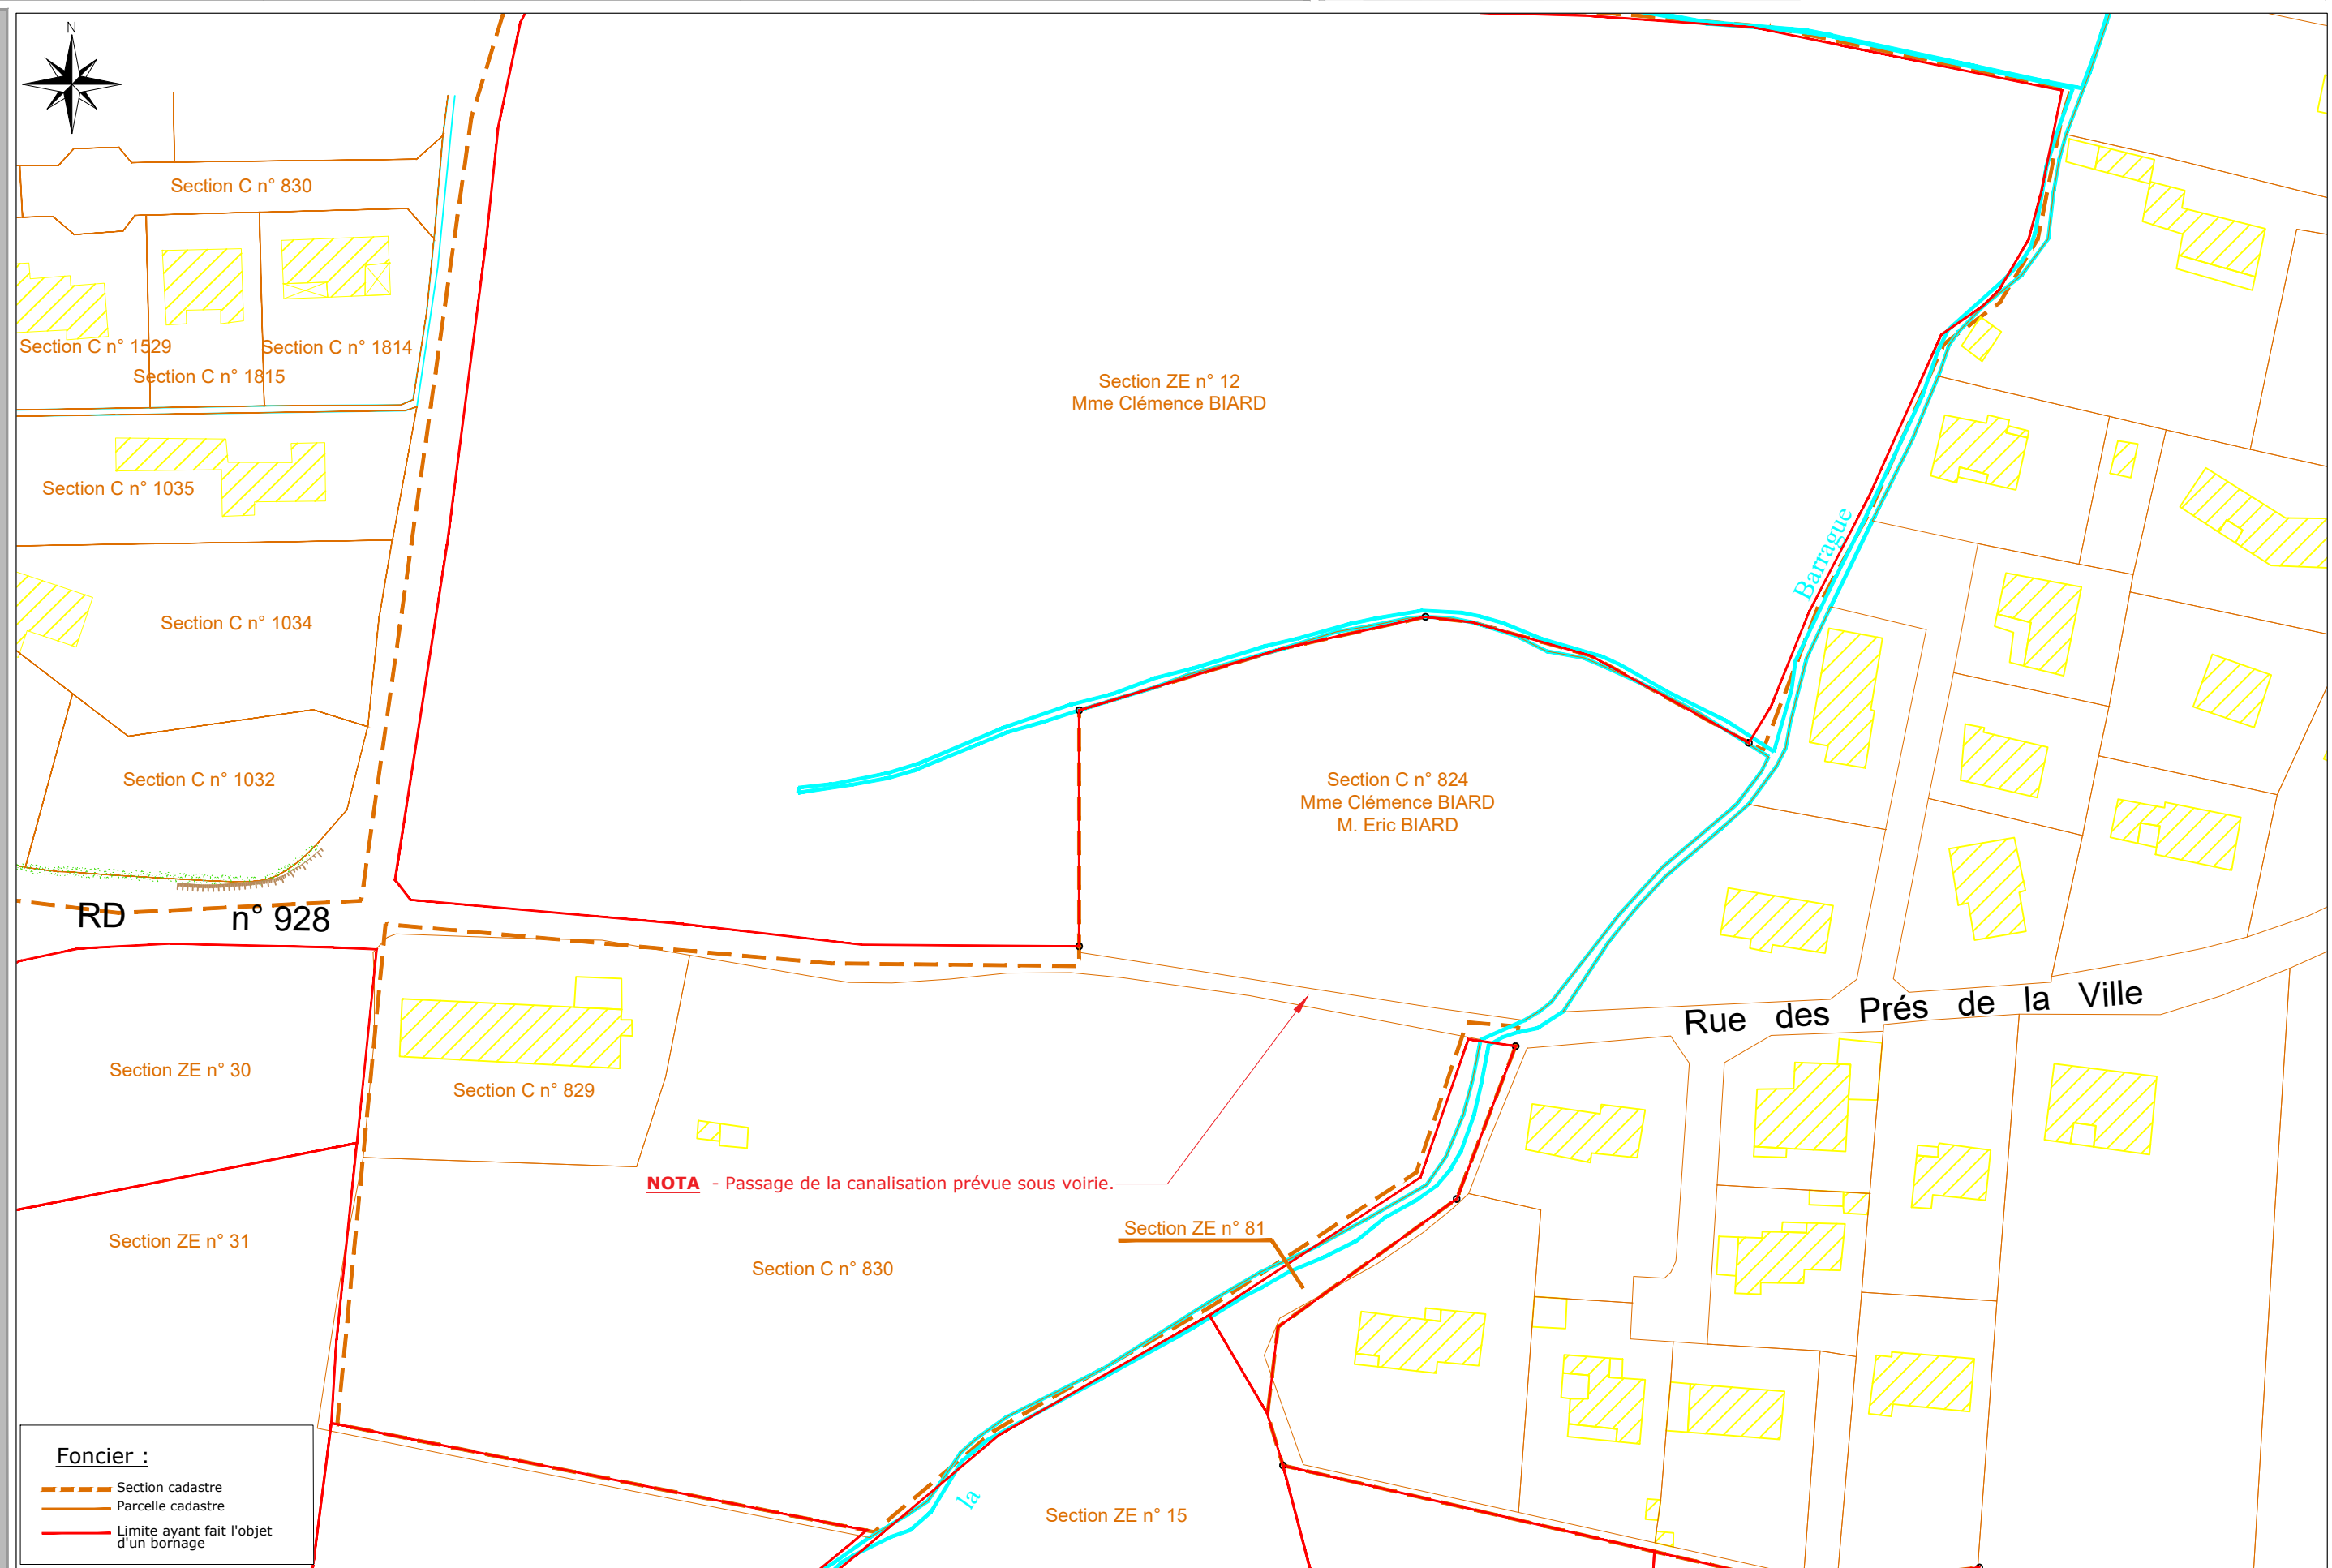 N
Section C n° 830
Section C n° 1529
Section C n° 1814
Section C n° 1815
Section ZE n° 12
Mme Clémence BIARD
Section C n° 1035
Barrague
Section C n° 1034
Section C n° 1032
Section C n° 824
Mme Clémence BIARD
M. Eric BIARD
RD n° 928
Rue des Prés de la Ville
Section ZE n° 30
Section C n° 829
NOTA - Passage de la canalisation prévue sous voirie.
Section ZE n° 81
Section ZE n° 31
Section C n° 830
la
Section ZE n° 15
Foncier :
Section cadastre
Parcelle cadastre
Limite ayant fait l'objet
d'un bornage